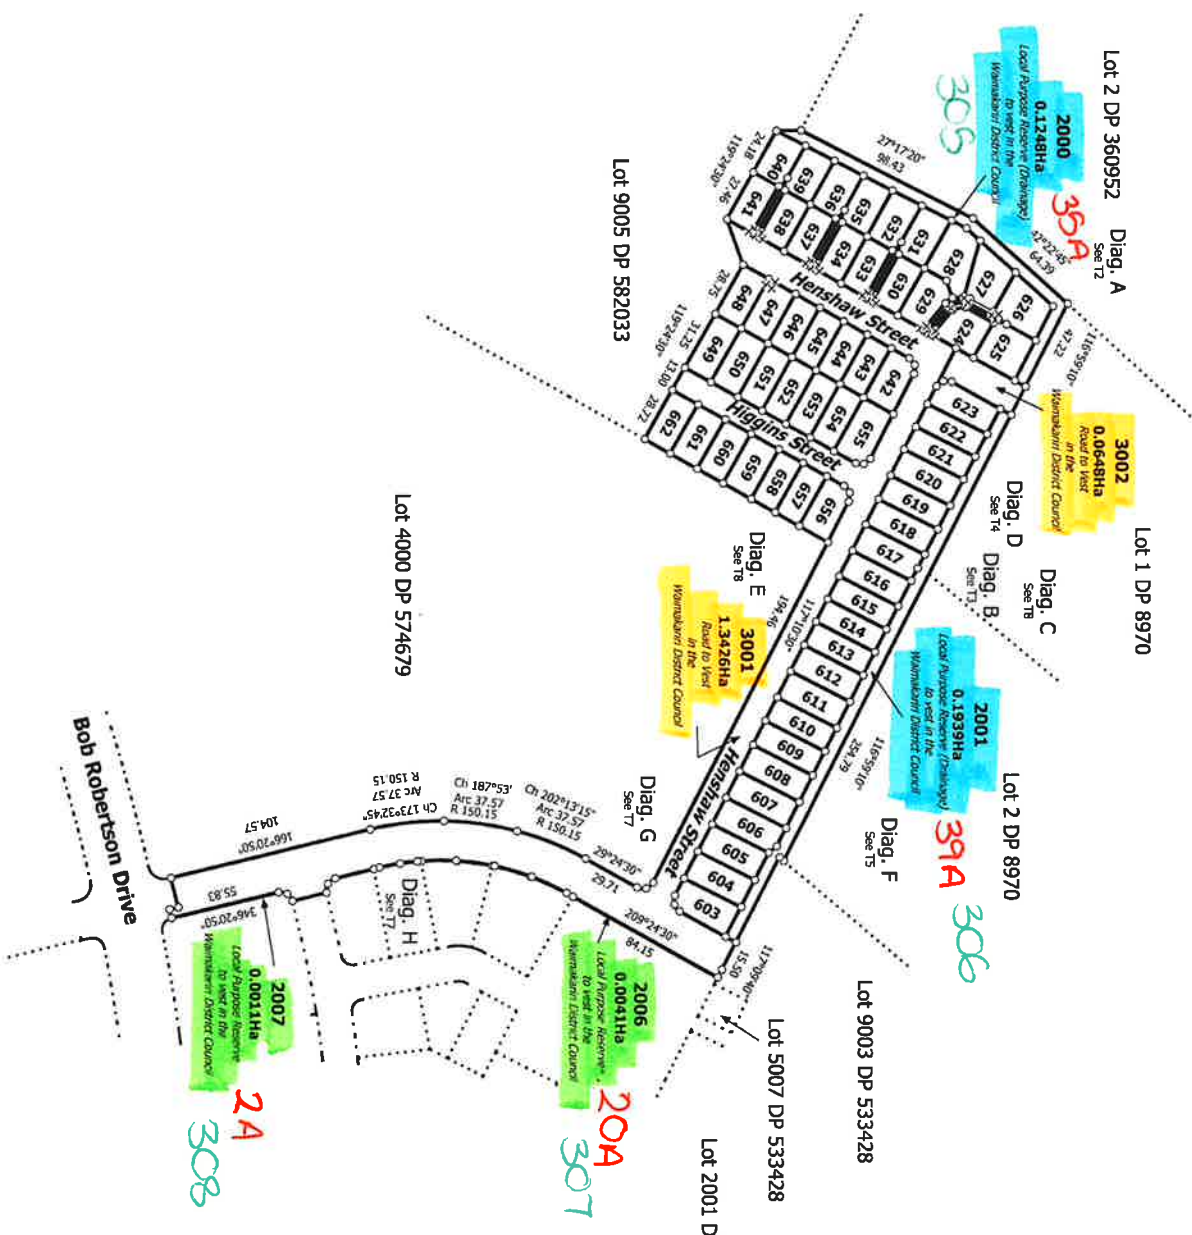 Lot 2 DP 360952
Diag. A
See T2
2000
0.1248Ha
Local Purpose Reserve (Drainage)
to vest in the
Waimakariri District Council
35A
305
27°17'20"
98.43
42°22'45"
64.39
116°59'10"
47.22
24.18
119°24'30"
27.46
Lot 9005 DP 582033
640
639
636
635
632
631
628
627
626
641
638
637
634
633
630
629
624
625
Henshaw Street
28.75
31.25
119°24'30"
13.00
28.72
648
647
646
645
644
643
642
649
650
651
652
653
654
655
Higgins Street
662
661
660
659
658
657
656
3002
0.0648Ha
Road to Vest
in the
Waimakariri District Council
Lot 1 DP 8970
Diag. D
See T4
Diag. B
See T3
Diag. C
See T8
623
622
621
620
619
618
617
616
615
614
613
612
611
610
609
608
607
606
605
604
603
Diag. E
See T8
194.46
117°10'30"
3001
1.3426Ha
Road to Vest
in the
Waimakariri District Council
Henshaw Street
2001
0.1939Ha
Local Purpose Reserve (Drainage)
to vest in the
Waimakariri District Council
116°59'10"
254.79
39A
306
Lot 2 DP 8970
Diag. F
See T5
Lot 4000 DP 574679
Diag. G
See T7
Ch 202°13'15"
Arc 37.57
R 150.15
Ch 187°53'
Arc 37.57
R 150.15
Ch 173°32'45"
Arc 37.57
R 150.15
29°24'30"
29.71
209°24'30"
84.15
117°09'40"
15.50
Lot 9003 DP 533428
Lot 5007 DP 533428
Lot 2001 D
Bob Robertson Drive
104.57
166°20'50"
55.83
346°20'50"
Diag. H
See T7
2006
0.0041Ha
Local Purpose Reserve
to vest in the
Waimakariri District Council
20A
307
2007
0.0011Ha
Local Purpose Reserve
to vest in the
Waimakariri District Council
2A
308